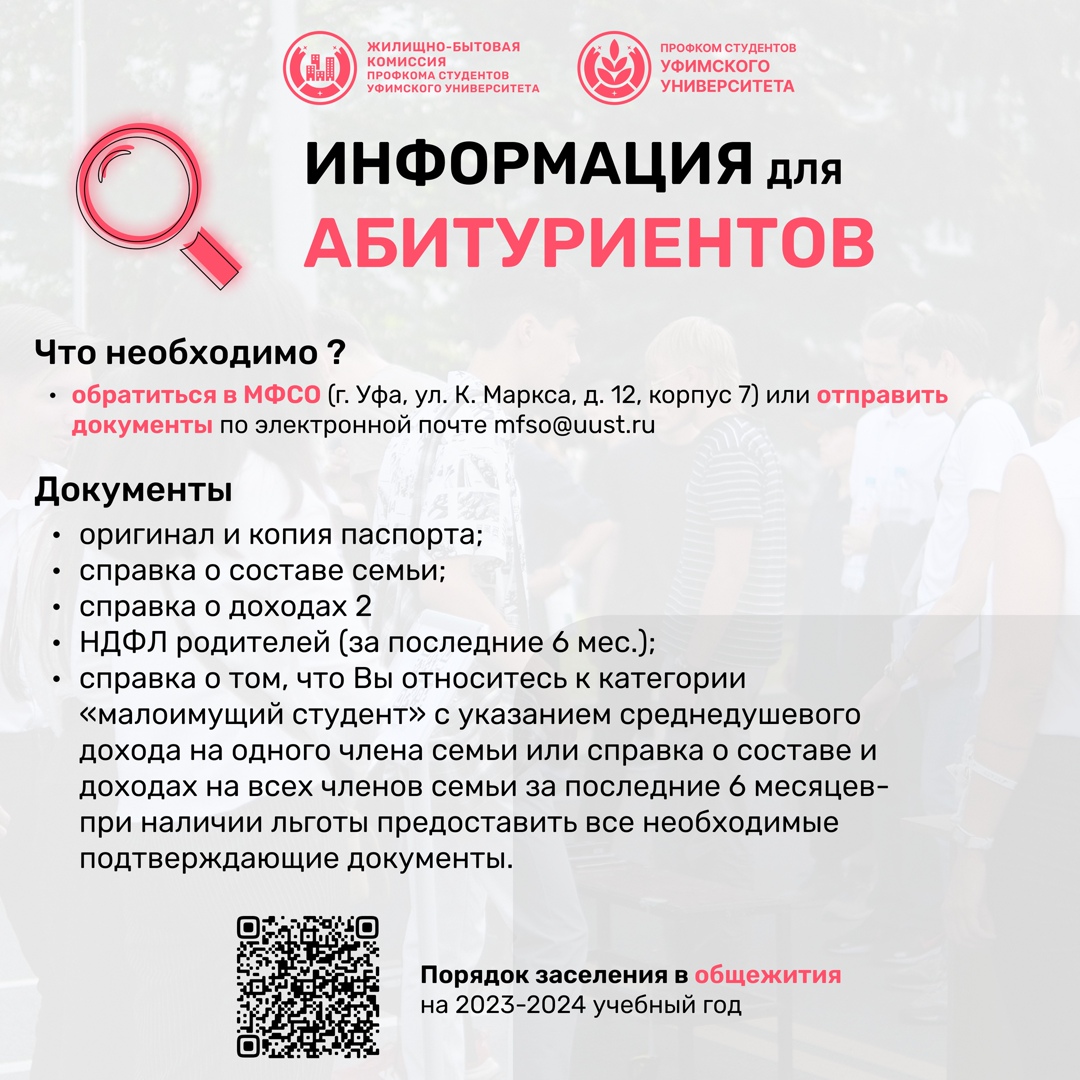 ЖИЛИЩНО-БЫТОВАЯ
КОМИССИЯ
ПРОФКОМА СТУДЕНТОВ
УФИМСКОГО УНИВЕРСИТЕТА
ПРОФКОМ СТУДЕНТОВ
УФИМСКОГО
УНИВЕРСИТЕТА
ИНФОРМАЦИЯ для
АБИТУРИЕНТОВ
Что необходимо ?
• обратиться в МФСО (г. Уфа, ул. К. Маркса, д. 12, корпус 7) или отправить
документы по электронной почте mfso@uust.ru
Документы
• оригинал и копия паспорта;
• справка о составе семьи;
• справка о доходах 2
• НДФЛ родителей (за последние 6 мес.);
• справка о том, что Вы относитесь к категории
«малоимущий студент» с указанием среднедушевого
дохода на одного члена семьи или справка о составе и
доходах на всех членов семьи за последние 6 месяцев-
при наличии льготы предоставить все необходимые
подтверждающие документы.
Порядок заселения в общежития
на 2023-2024 учебный год